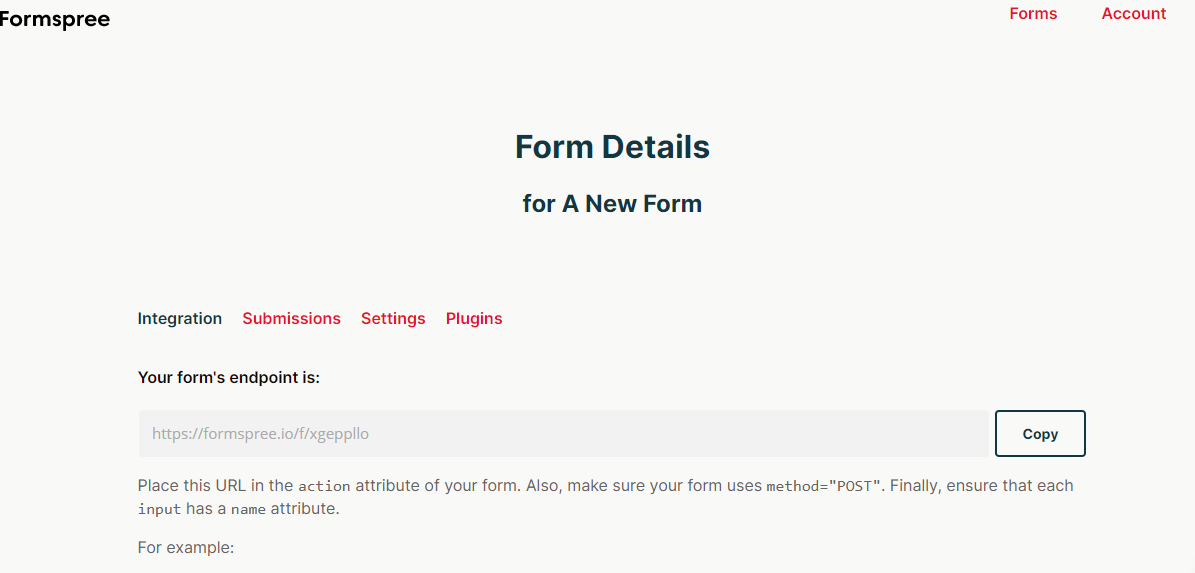 Formspree
Forms Account
Form Details
for A New Form
Integration Submissions Settings Plugins
Your form's endpoint is:
https://formspree.io/f/xgeppllo
Copy
Place this URL in the action attribute of your form. Also, make sure your form uses method="POST". Finally, ensure that each
input has a name attribute.
For example: